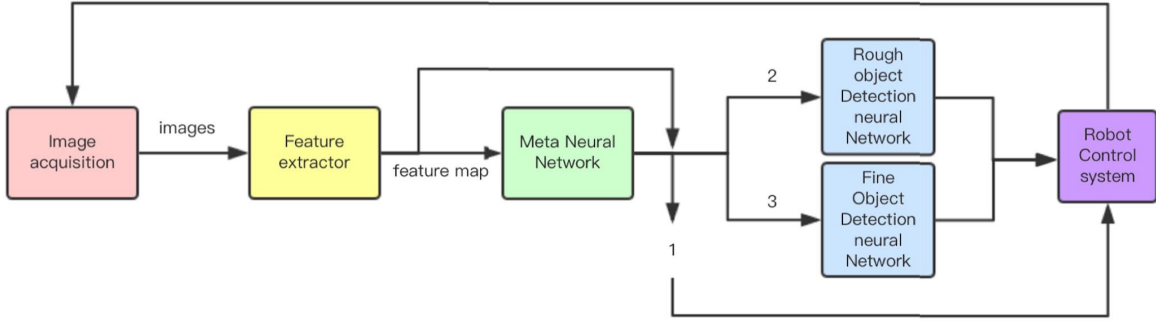 Image
acquisition
images
Feature
extractor
feature map
Meta Neural
Network
1
2
3
Rough
object
Detection
neural
Network
Fine
Object
Detection
neural
Network
Robot
Control
system